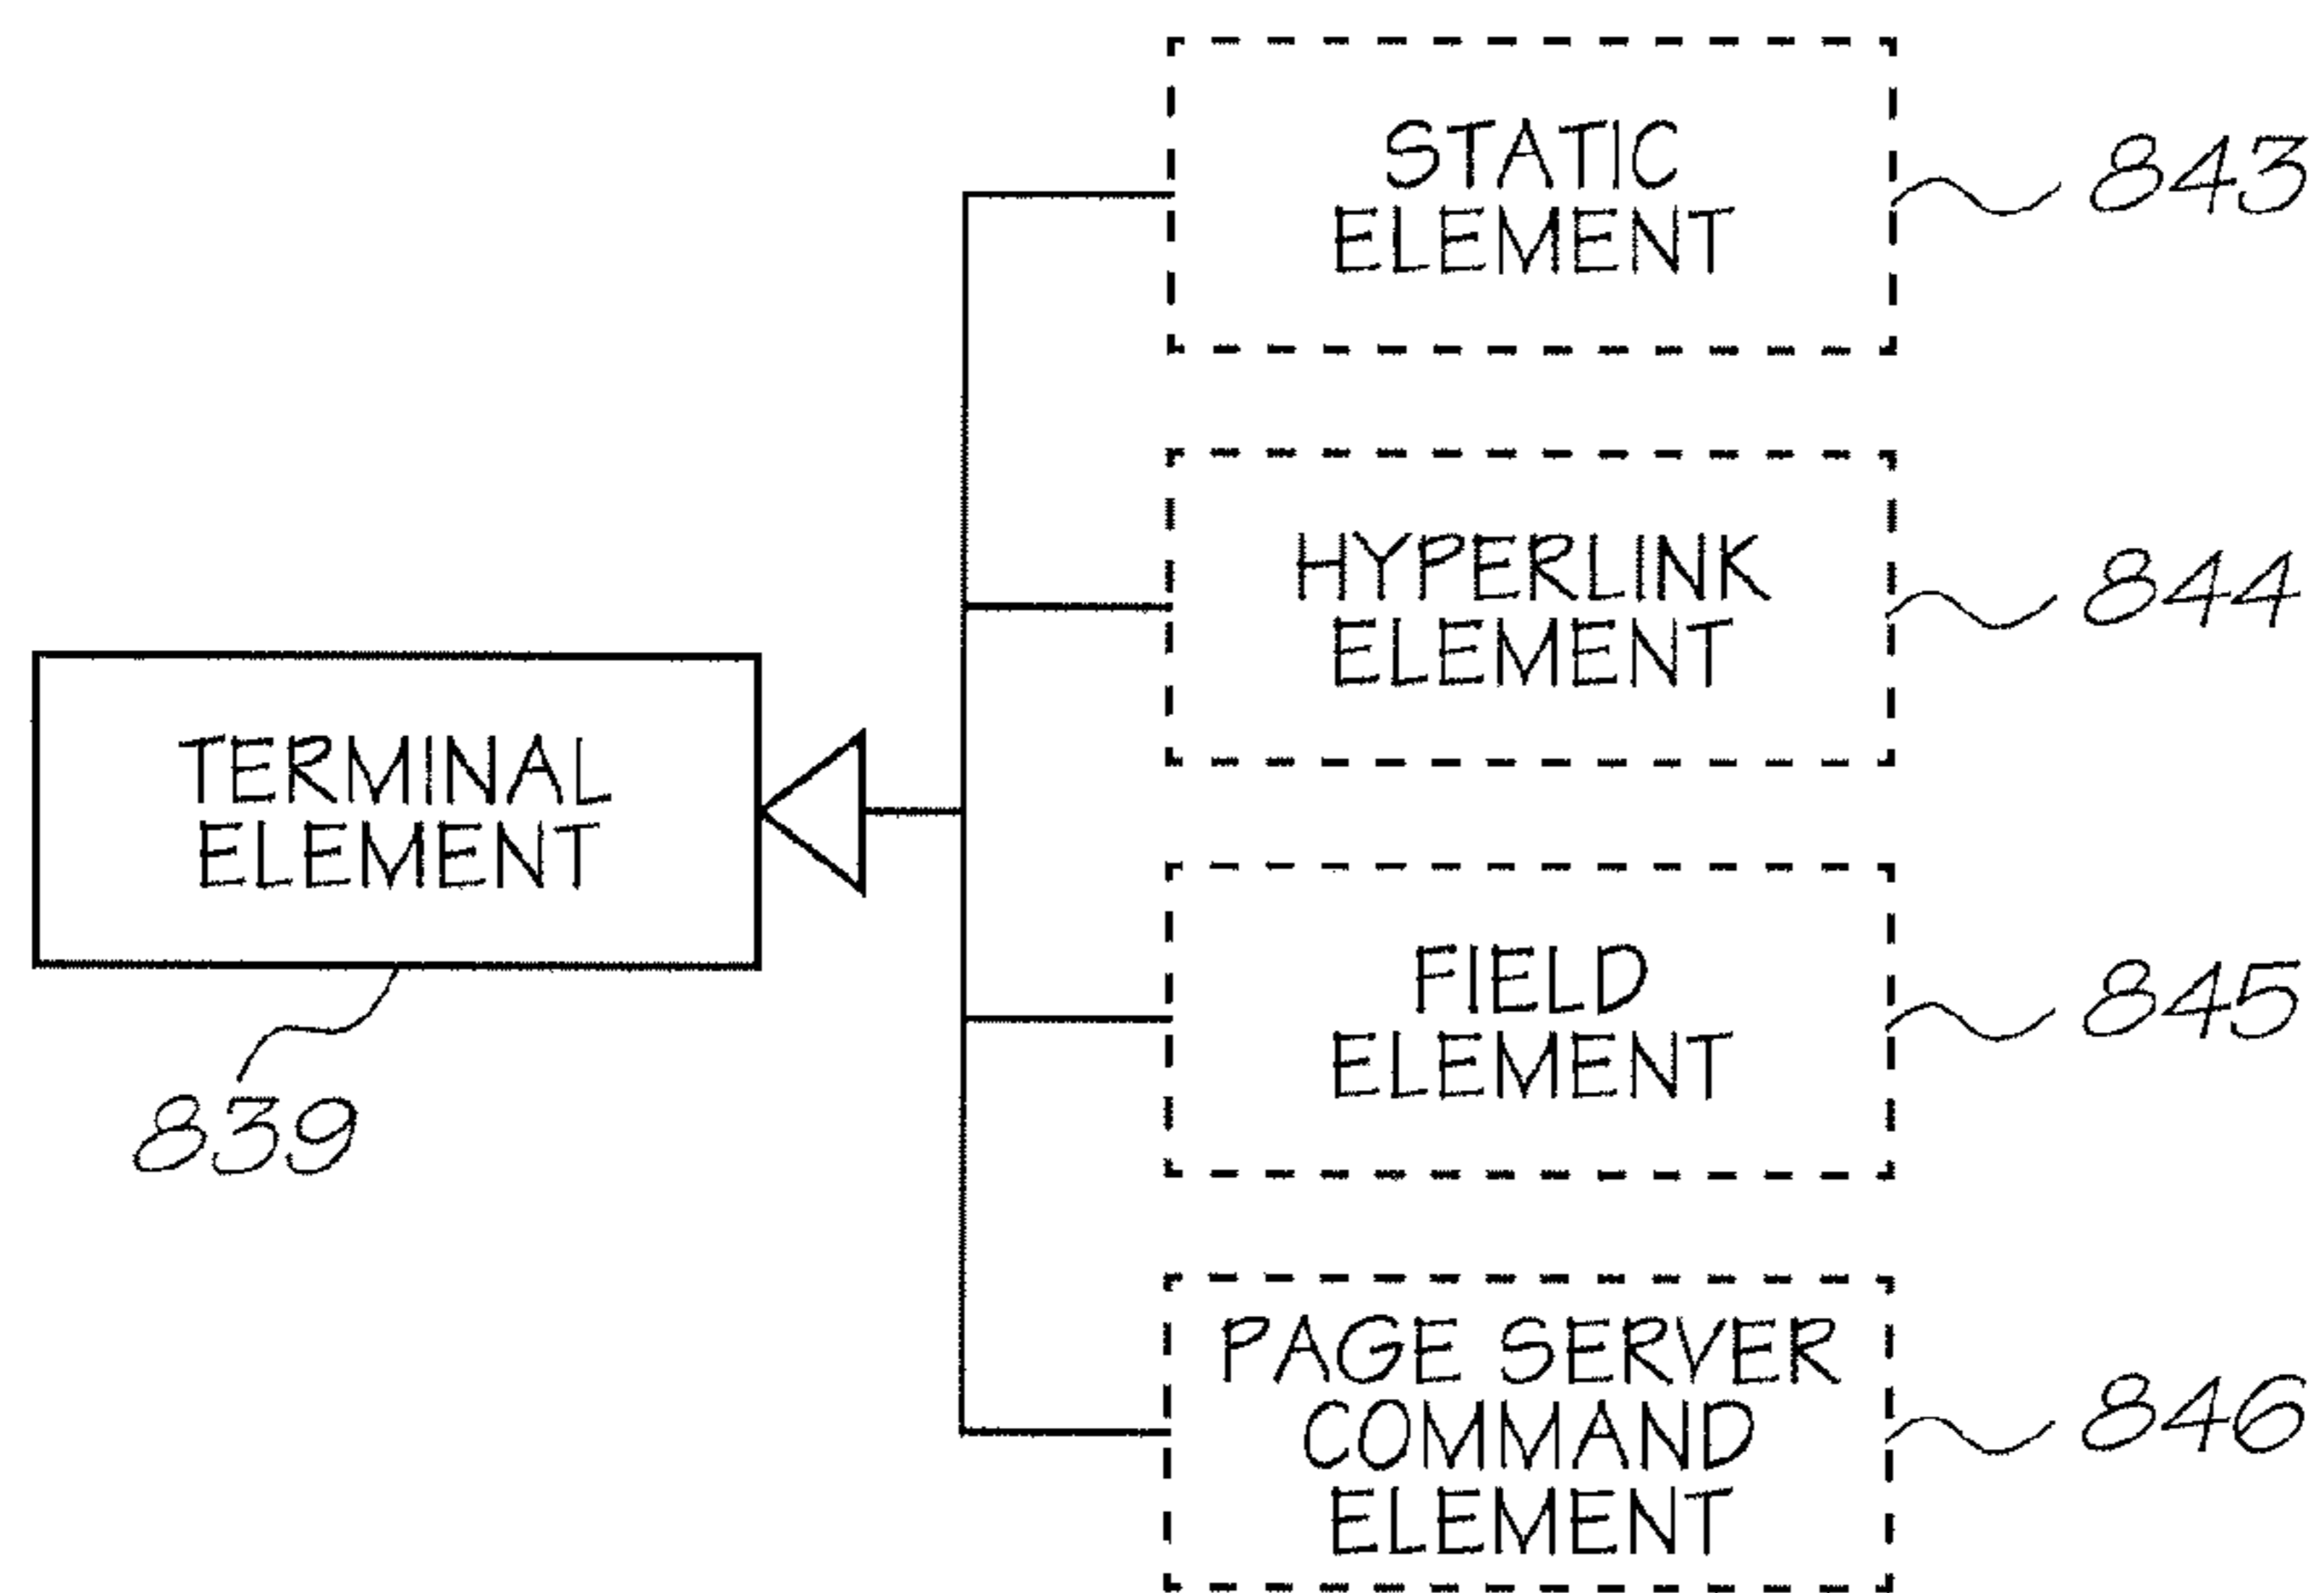 STATIC
ELEMENT
843
HYPERLINK
ELEMENT
844
TERMINAL
ELEMENT
839
FIELD
ELEMENT
845
PAGE SERVER
COMMAND
ELEMENT
846